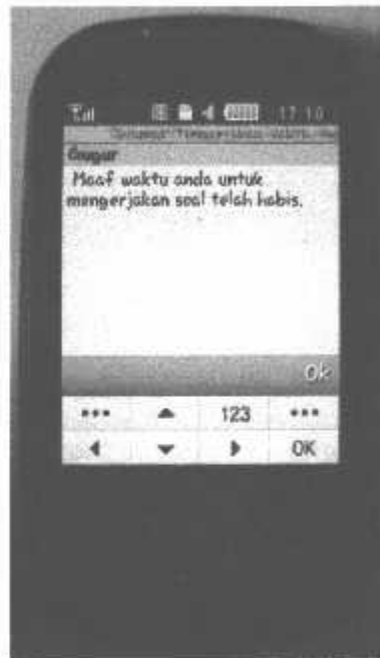 17:10
Gugur
Maaf waktu anda untuk
mengerjakan soal telah habis.
Ok
123
OK